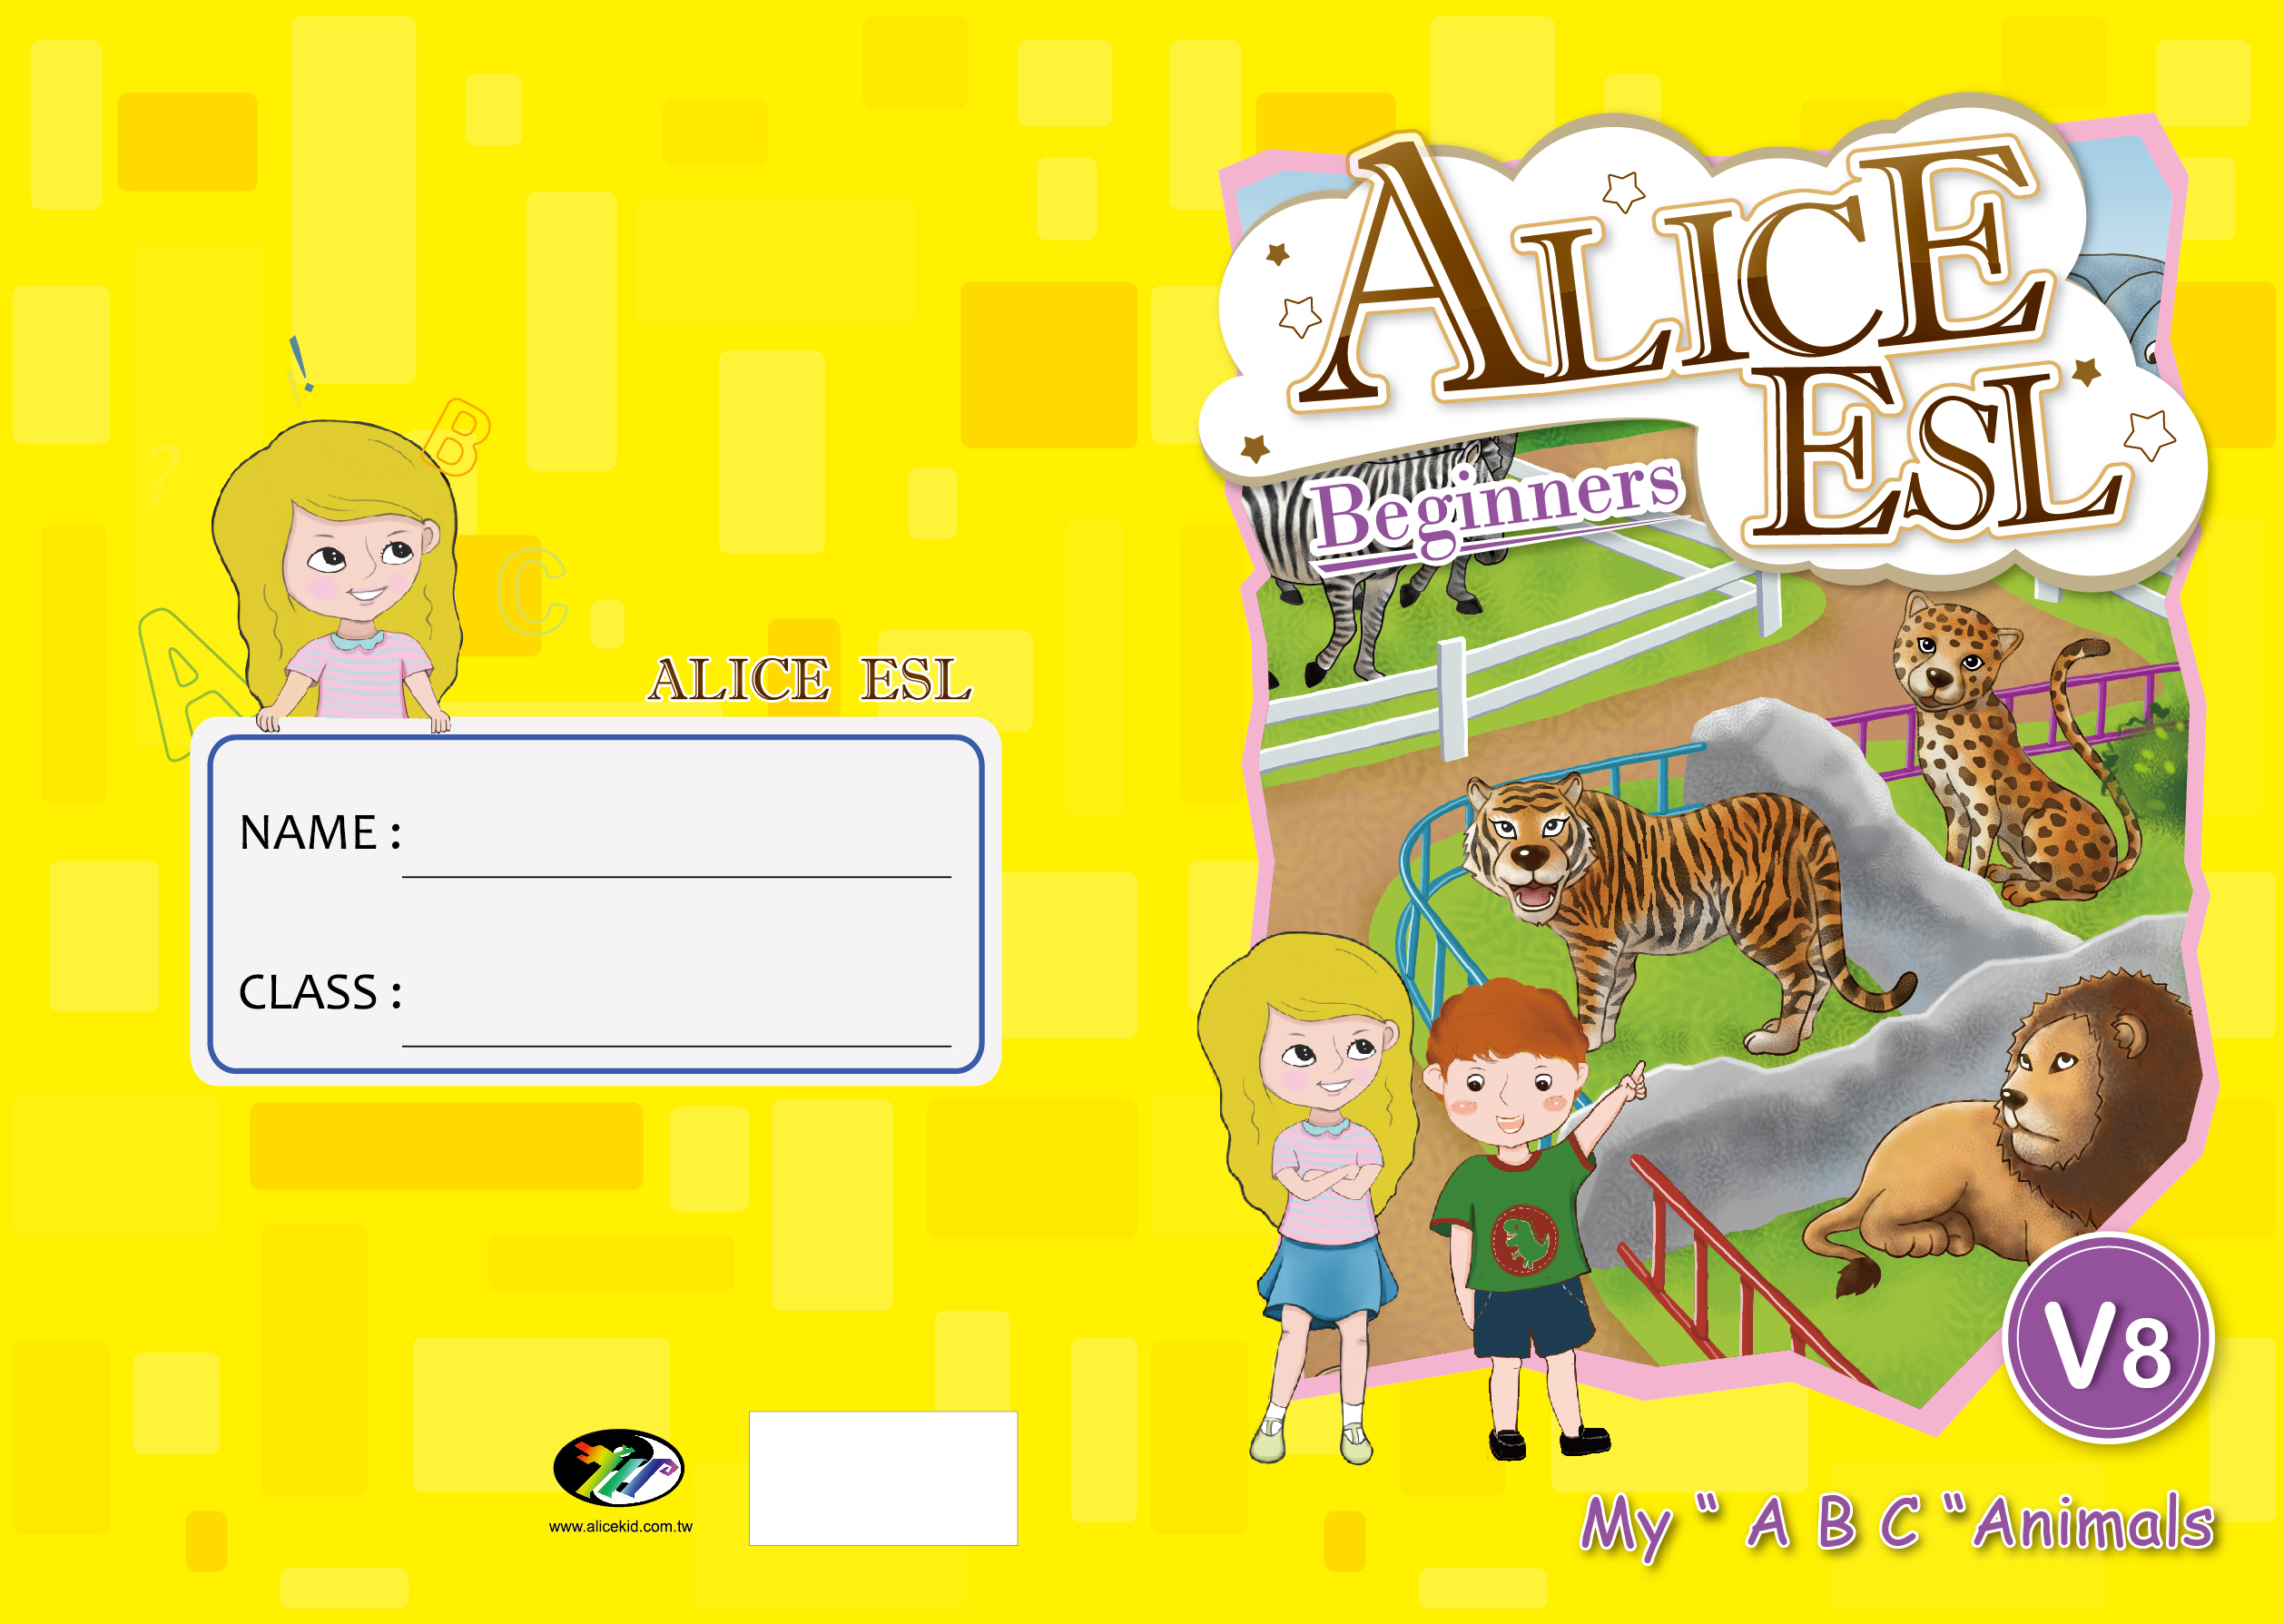 !
?
B
C
A
ALICE ESL
NAME :
CLASS :
www.alicekid.com.tw
ALICE
ESL
Beginners
V8
My “ A B C “Animals